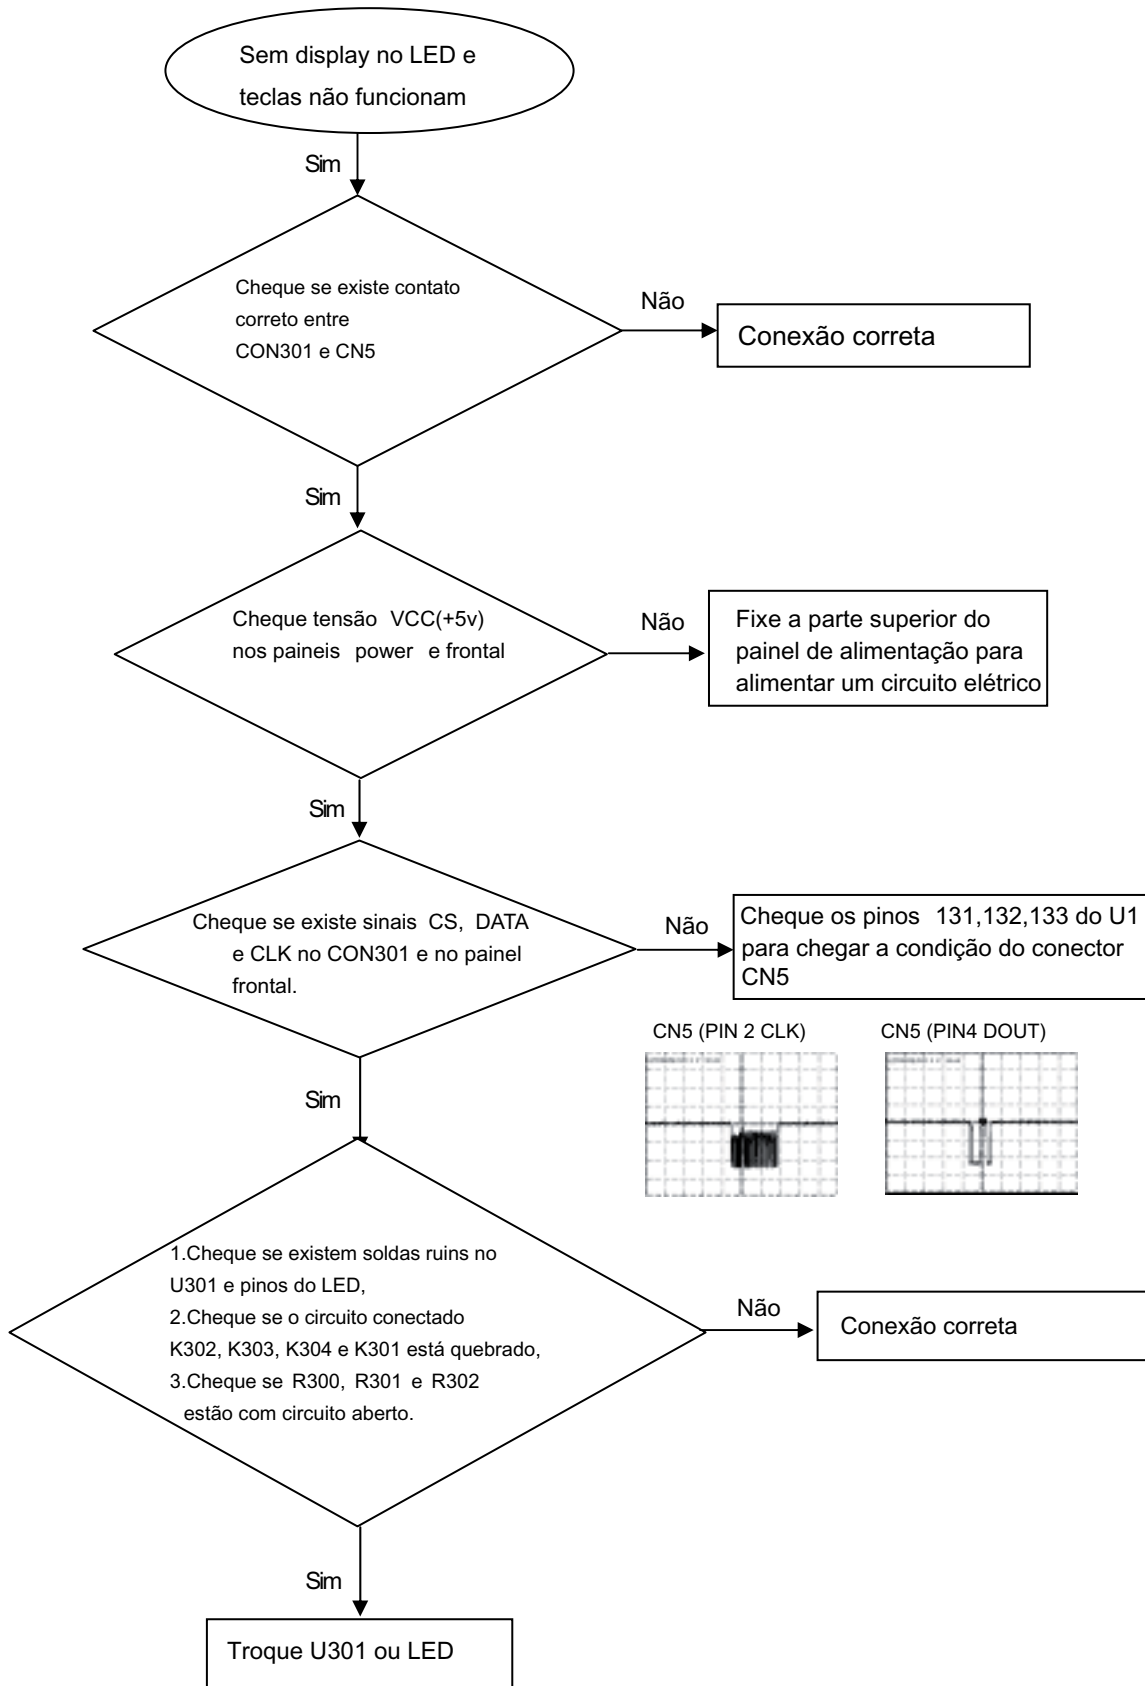 Sem display no LED e
teclas não funcionam
Sim
Cheque se existe contato
correto entre
CON301 e CN5
Não
Conexão correta
Sim
Cheque tensão VCC(+5v)
nos paineis power e frontal
Não
Fixe a parte superior do
painel de alimentação para
alimentar um circuito elétrico
Sim
Cheque se existe sinais CS, DATA
e CLK no CON301 e no painel
frontal.
Não
Cheque os pinos 131,132,133 do U1
para chegar a condição do conector
CN5
CN5 (PIN 2 CLK)
CN5 (PIN4 DOUT)
Sim
1.Cheque se existem soldas ruins no
U301 e pinos do LED,
2.Cheque se o circuito conectado
K302, K303, K304 e K301 está quebrado,
3.Cheque se R300, R301 e R302
estão com circuito aberto.
Não
Conexão correta
Sim
Troque U301 ou LED